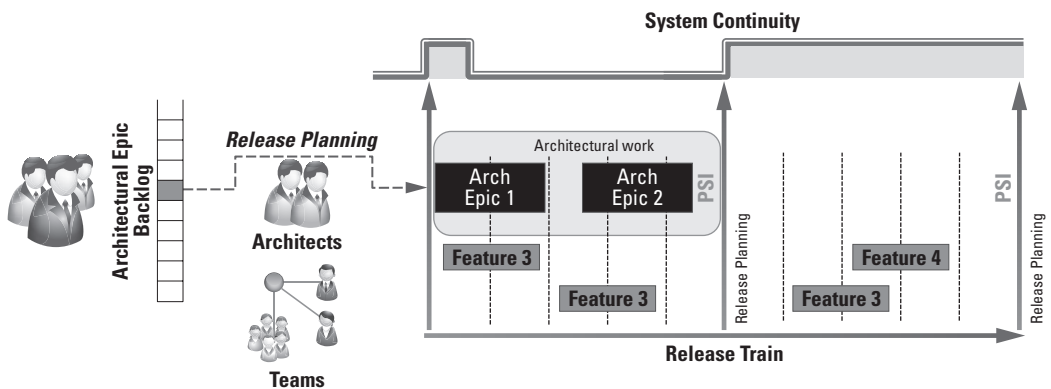 System Continuity
Architectural Epic
Backlog
Release Planning
Architects
Teams
Architectural work
Arch
Epic 1
Arch
Epic 2
PSI
Feature 3
Feature 3
Release Planning
Feature 4
Feature 3
PSI
Release Planning
Release Train